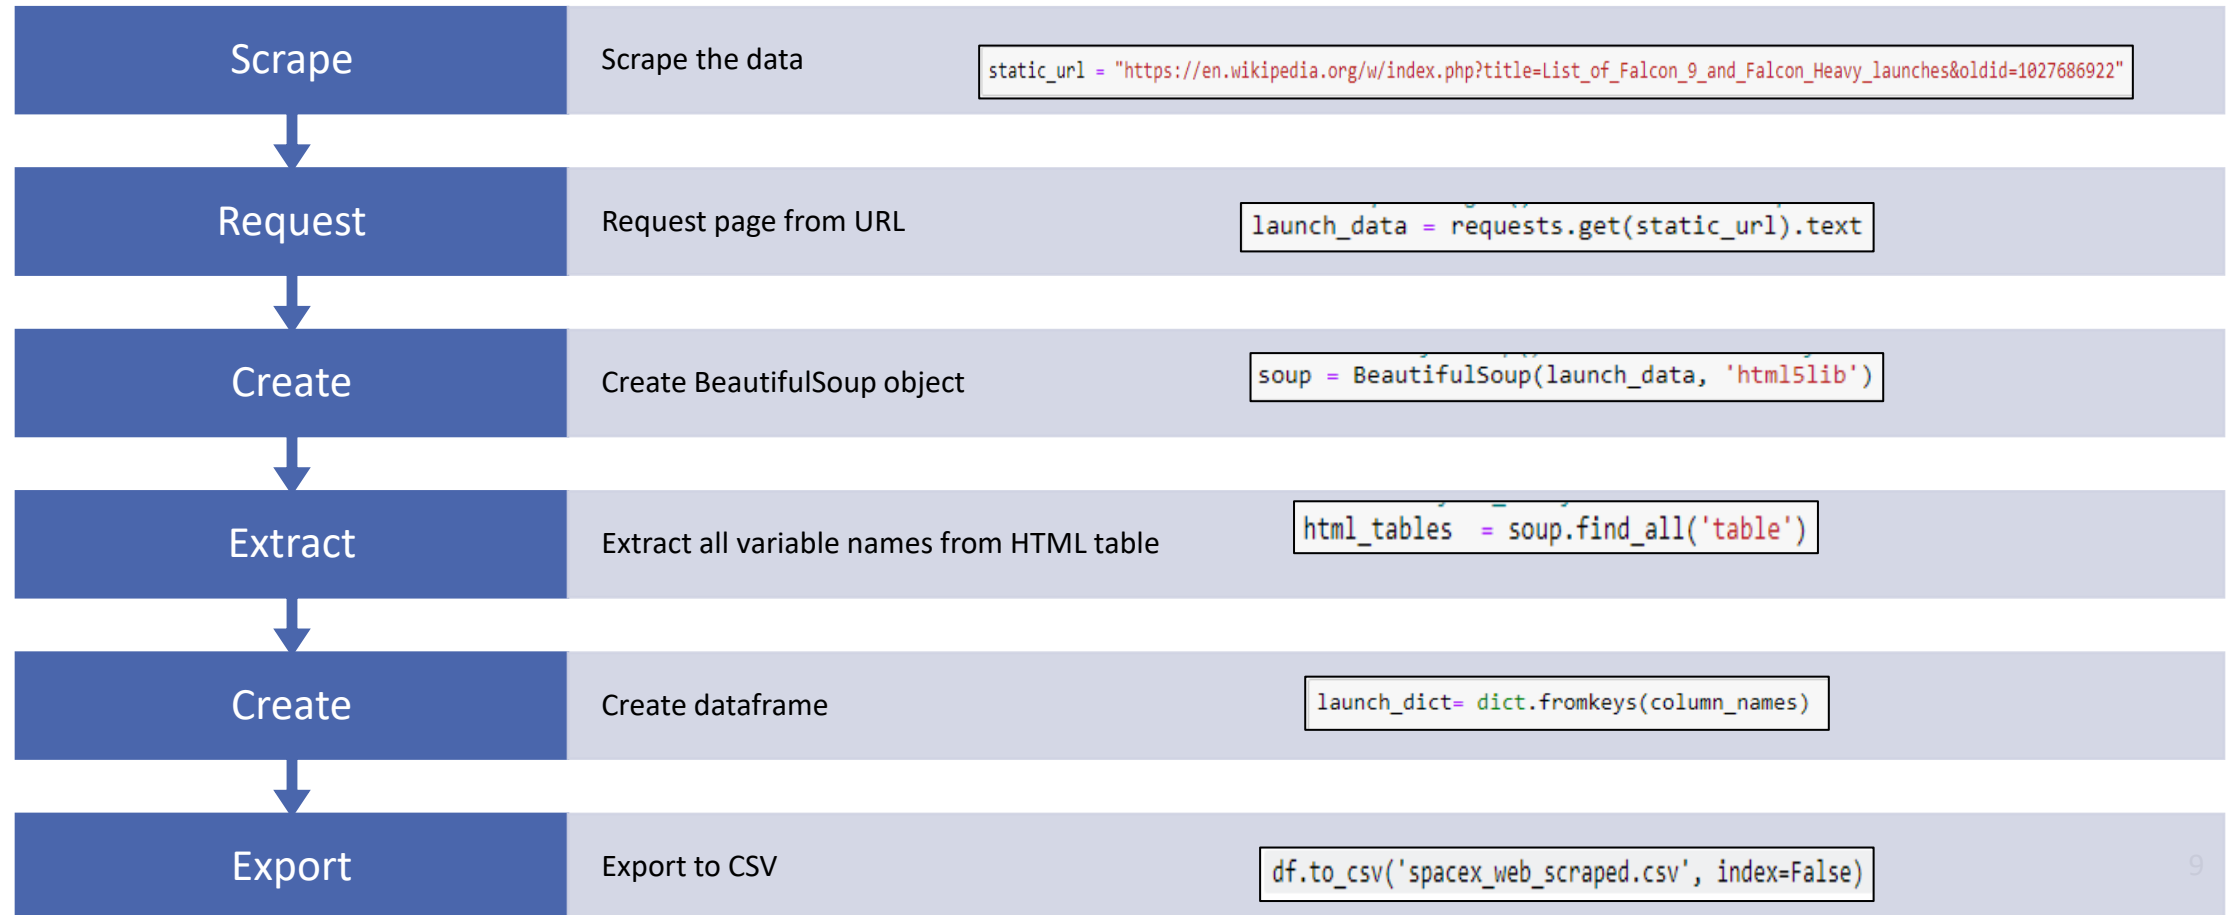 Scrape
Scrape the data
static_url = "https://en.wikipedia.org/w/index.php?title=List_of_Falcon_9_and_Falcon_Heavy_launches&oldid=1027686922"
Request
Request page from URL
launch_data = requests.get(static_url).text
Create
Create BeautifulSoup object
soup = BeautifulSoup(launch_data, 'html5lib')
Extract
Extract all variable names from HTML table
html_tables  = soup.find_all('table')
Create
Create dataframe
launch_dict= dict.fromkeys(column_names)
Export
Export to CSV
df.to_csv('spacex_web_scraped.csv', index=False)
9